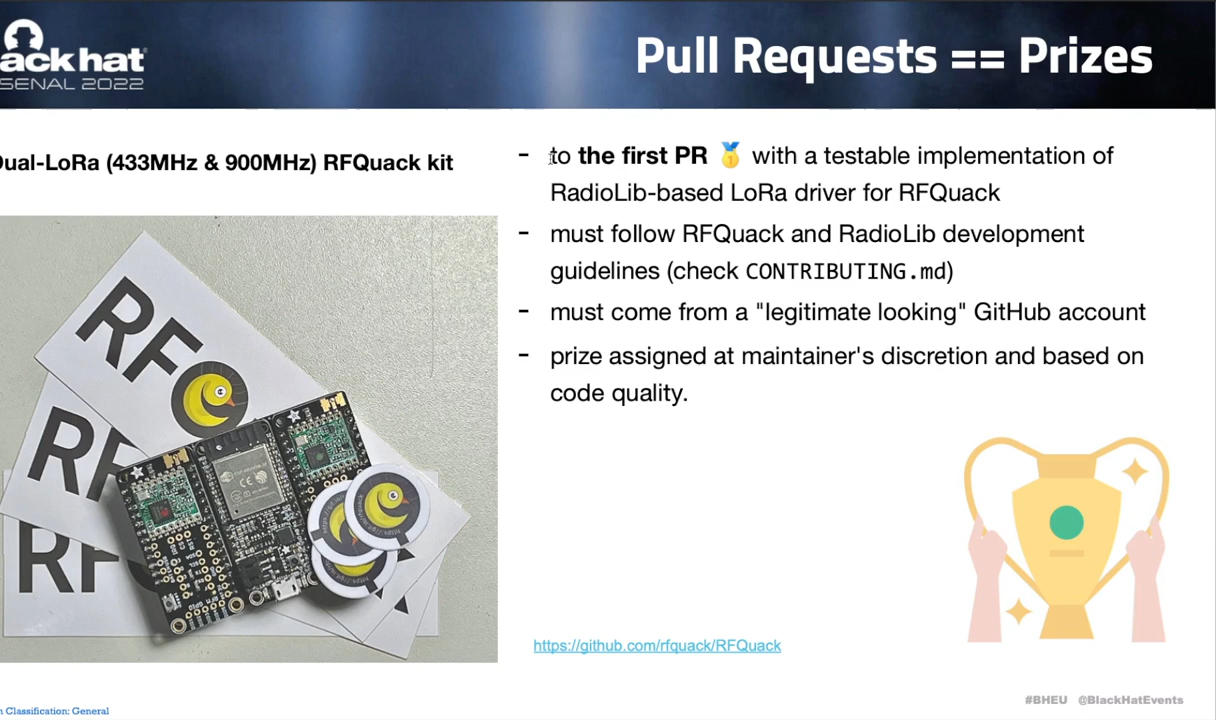 ack hat
SENAL 2022
Pull Requests == Prizes
Dual-LoRa (433MHz & 900MHz) RFQuack kit
- to the first PR 🥇 with a testable implementation of
RadioLib-based LoRa driver for RFQuack
- must follow RFQuack and RadioLib development
guidelines (check CONTRIBUTING.md)
- must come from a "legitimate looking" GitHub account
- prize assigned at maintainer's discretion and based on
code quality.
RF
RF
RF
https://github.com/rfquack/RFQuack
#BHEU @BlackHatEvents
n Classification: General